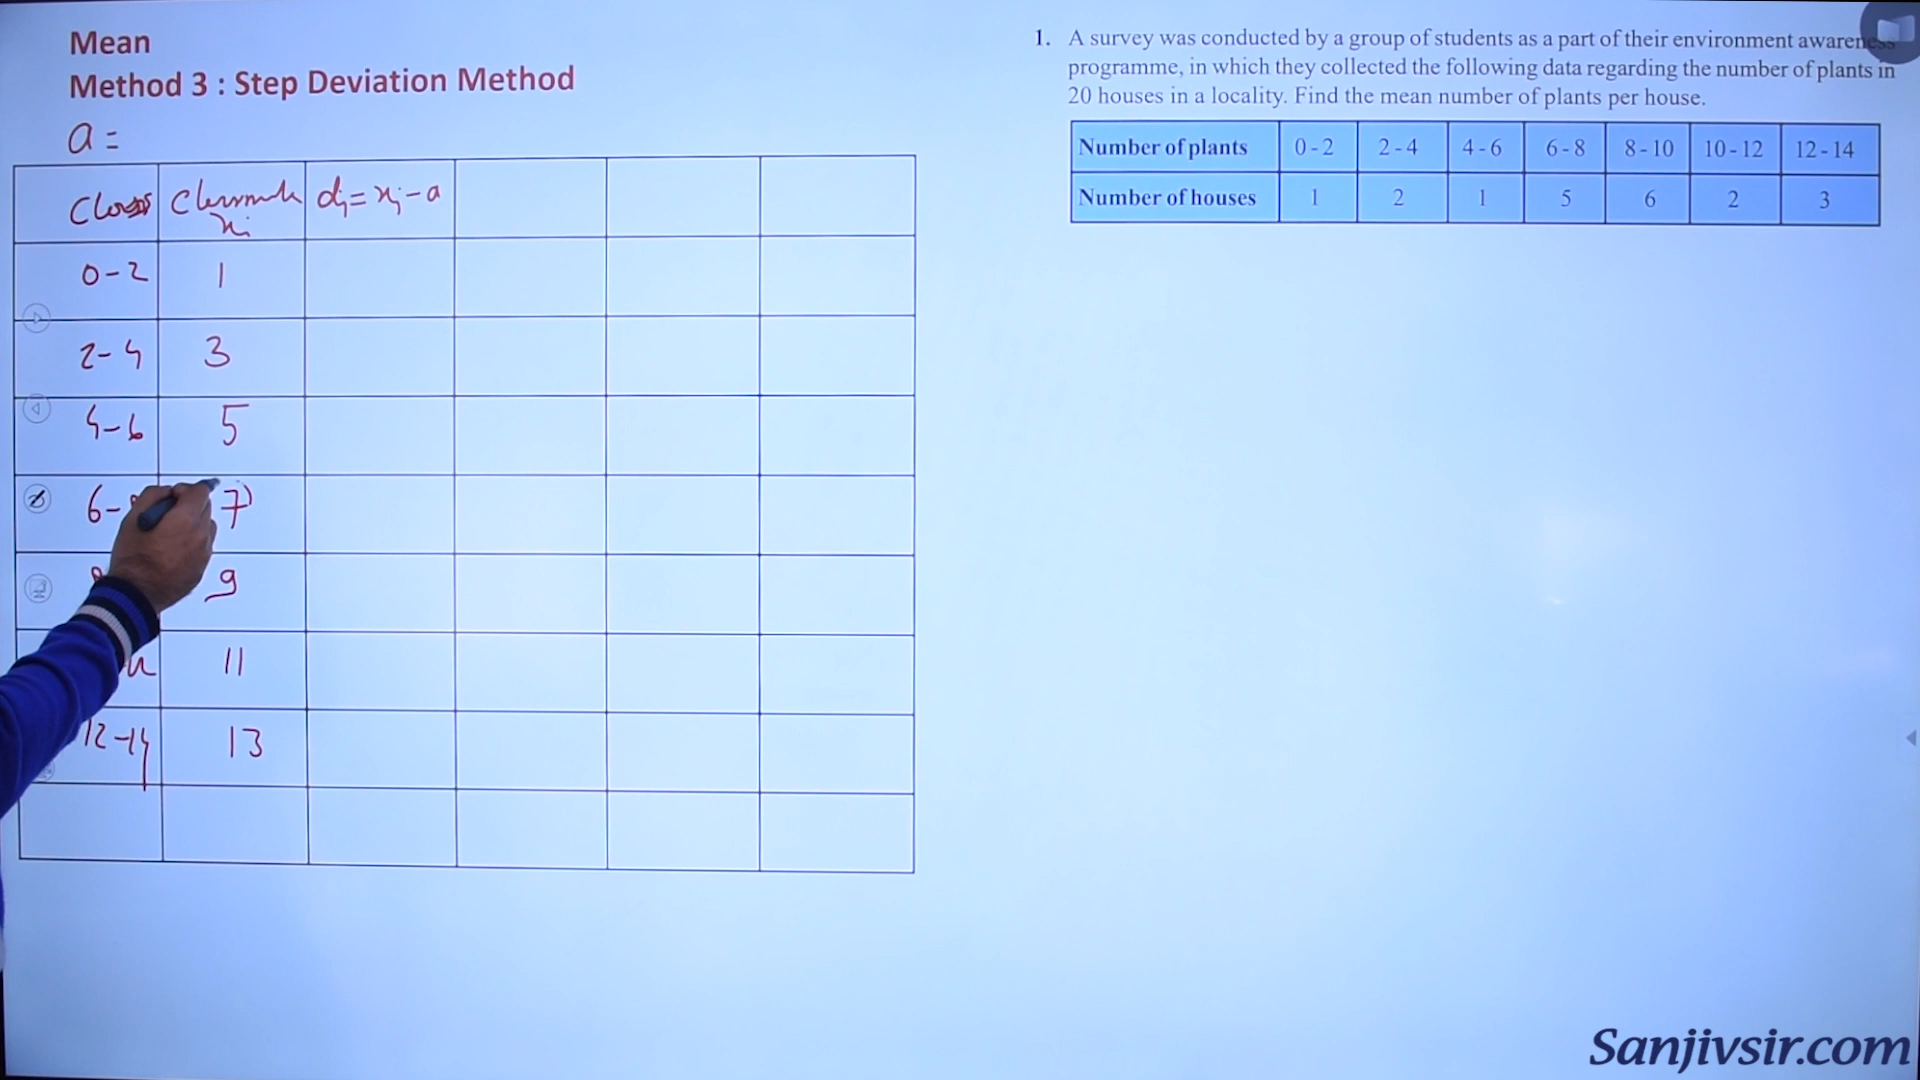 Mean
Method 3 : Step Deviation Method
a =
Class
xi
di = xi - a
0-2 1
2-4 3
4-6 5
6- 7
9
11
12-14 13
1. A survey was conducted by a group of students as a part of their environment awareness
programme, in which they collected the following data regarding the number of plants in
20 houses in a locality. Find the mean number of plants per house.
Number of plants 0-2 2-4 4-6 6-8 8-10 10-12 12-14
Number of houses 1 2 1 5 6 2 3
Sanjivsir.com